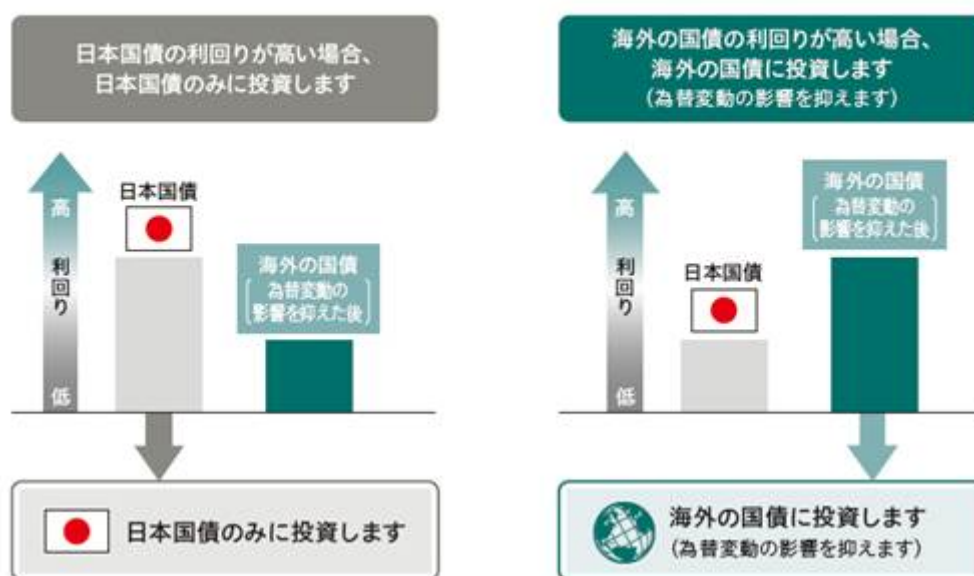 日本国債の利回りが高い場合、
日本国債のみに投資します
高
利回り
低
日本国債
海外の国債
為替変動の
影響を抑えた後
日本国債のみに投資します
海外の国債の利回りが高い場合、
海外の国債に投資します
(為替変動の影響を抑えます)
高
利回り
低
日本国債
海外の国債
為替変動の
影響を抑えた後
海外の国債に投資します
(為替変動の影響を抑えます)